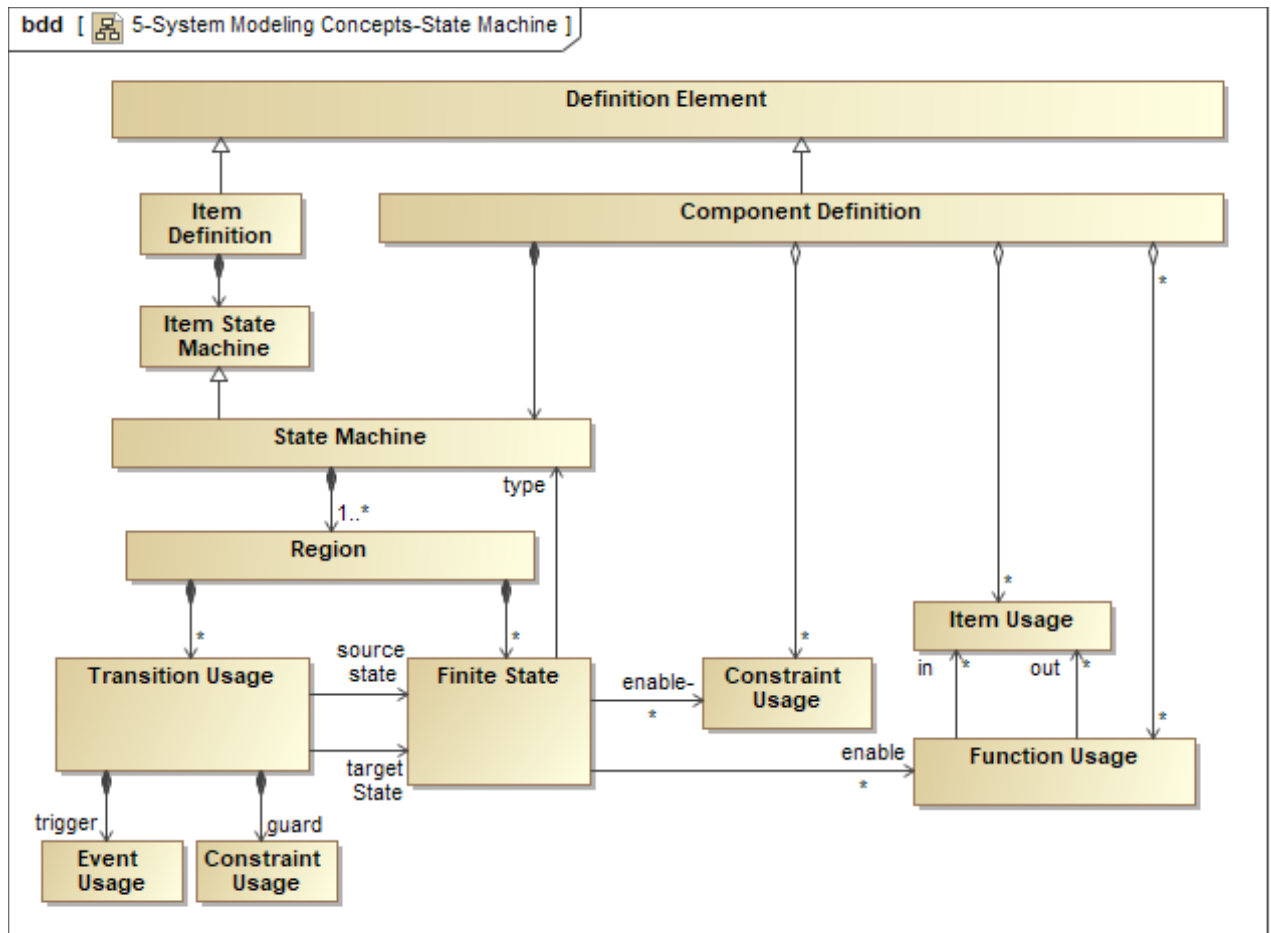 bdd [ 5-System Modeling Concepts-State Machine ]
Definition Element
Item
Definition
Component Definition
*
Item State
Machine
State Machine
type
1..*
Region
*
*
*
*
Item Usage
in
*
out
*
Transition Usage
source
state
Finite State
enable-
*
Constraint
Usage
*
target
State
enable
*
Function Usage
trigger
guard
Event
Usage
Constraint
Usage